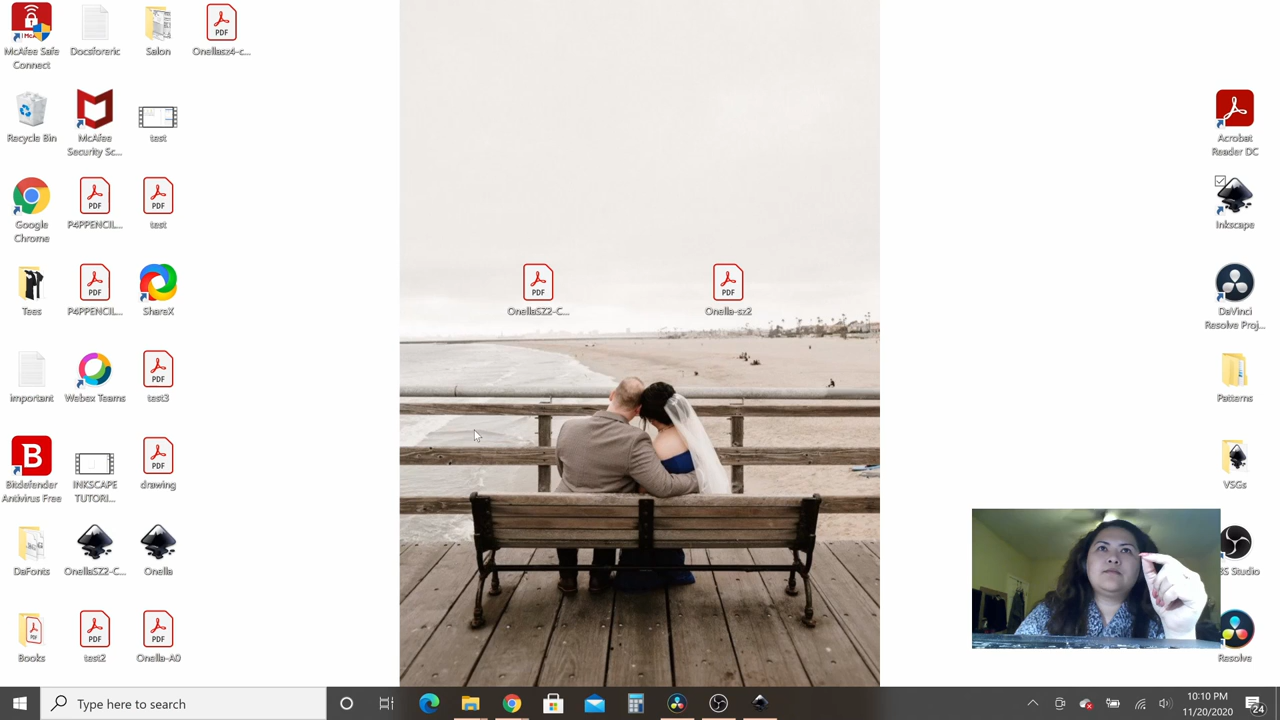 McAfee Safe
Connect
Docsforeric
Salon
PDF
Onellasz4-c...
Recycle Bin
McAfee
Security Sc...
test
Google
Chrome
PDF
P4PPENCIL...
PDF
test
Tees
PDF
P4PPENCIL...
ShareX
important
Webex Teams
PDF
test3
B
Bitdefender
Antivirus Free
INKSCAPE
TUTORI...
PDF
drawing
DaFonts
OnellaSZ2-C...
Onella
PDF
Books
PDF
test2
PDF
Onella-A0
PDF
OnellaSZ2-C...
PDF
Onella-sz2
Acrobat
Reader DC
Inkscape
DaVinci
Resolve Proj...
Patterns
VSGs
BS Studio
Resolve
Type here to search
10:10 PM
11/20/2020
24